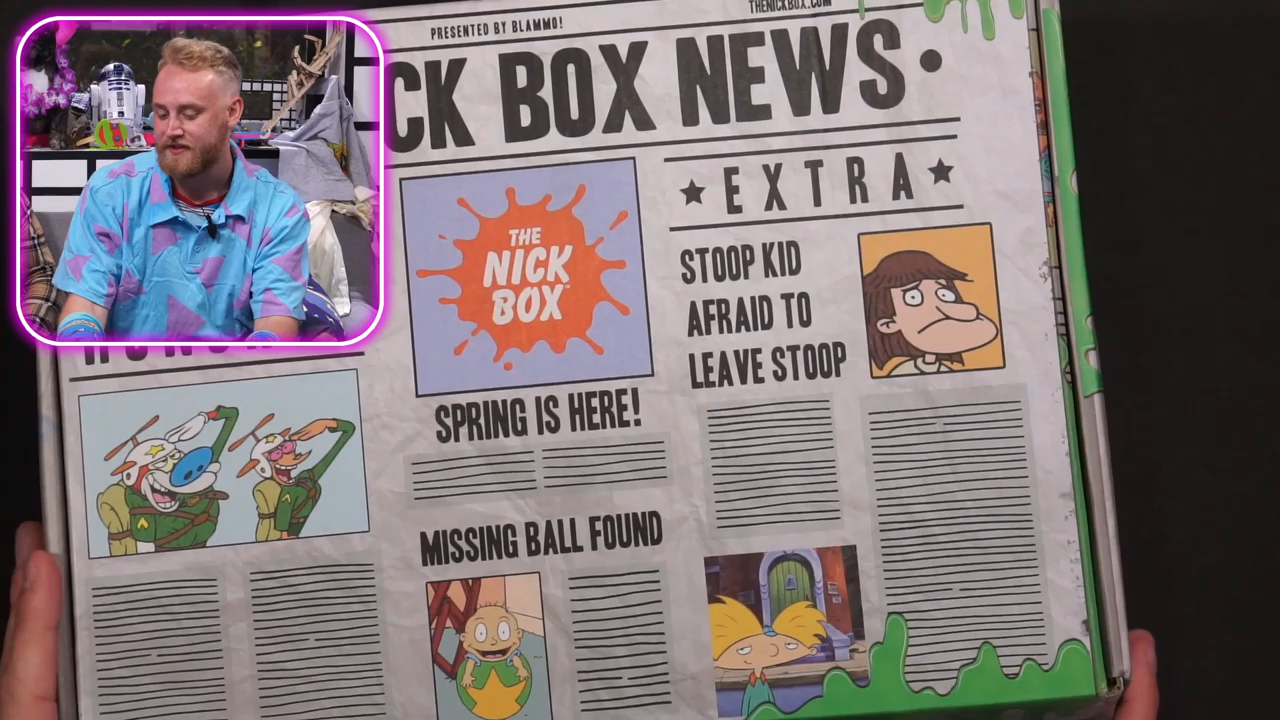 PRESENTED BY BLAMMO!
THENICKBOX.COM
CK BOX NEWS •
★ EXTRA ★
THE
NICK
BOX™
STOOP KID
AFRAID TO
LEAVE STOOP
SPRING IS HERE!
MISSING BALL FOUND